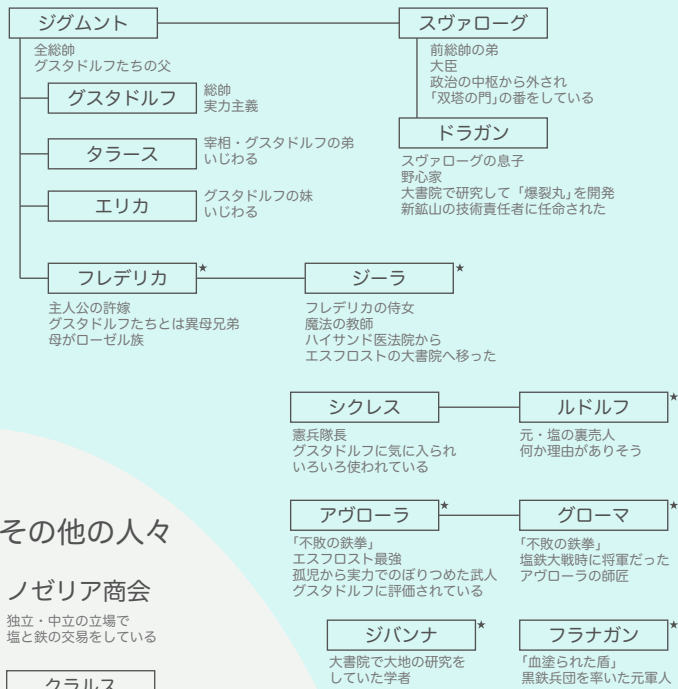 ジグムント
全総帥
グスタドルフたちの父
スヴァローグ
前総帥の弟
大臣
政治の中枢から外され
「双塔の門」の番をしている
グスタドルフ
総帥
実力主義
タラース
宰相・グスタドルフの弟
いじわる
エリカ
グスタドルフの妹
いじわる
ドラガン
スヴァローグの息子
野心家
大書院で研究して「爆裂丸」を開発
新鉱山の技術責任者に任命された
フレデリカ★
主人公の許嫁
グスタドルフたちとは異母兄弟
母がローゼル族
ジーラ★
フレデリカの侍女
魔法の教師
ハイサンド医法院から
エスフロストの大書院へ移った
シクレス
憲兵隊長
グスタドルフに気に入られ
いろいろ使われている
ルドルフ★
元・塩の裏売人
何か理由がありそう
アヴローラ★
「不敗の鉄拳」
エスフロスト最強
孤児から実力でのぼりつめた武人
グスタドルフに評価されている
グローマ★
「不敗の鉄拳」
塩鉄大戦時に将軍だった
アヴローラの師匠
ジバンナ★
大書院で大地の研究を
していた学者
フラナガン★
「血塗られた盾」
黒鉄兵団を率いた元軍人
その他の人々
ノゼリア商会
独立・中立の立場で
塩と鉄の交易をしている
クラルス